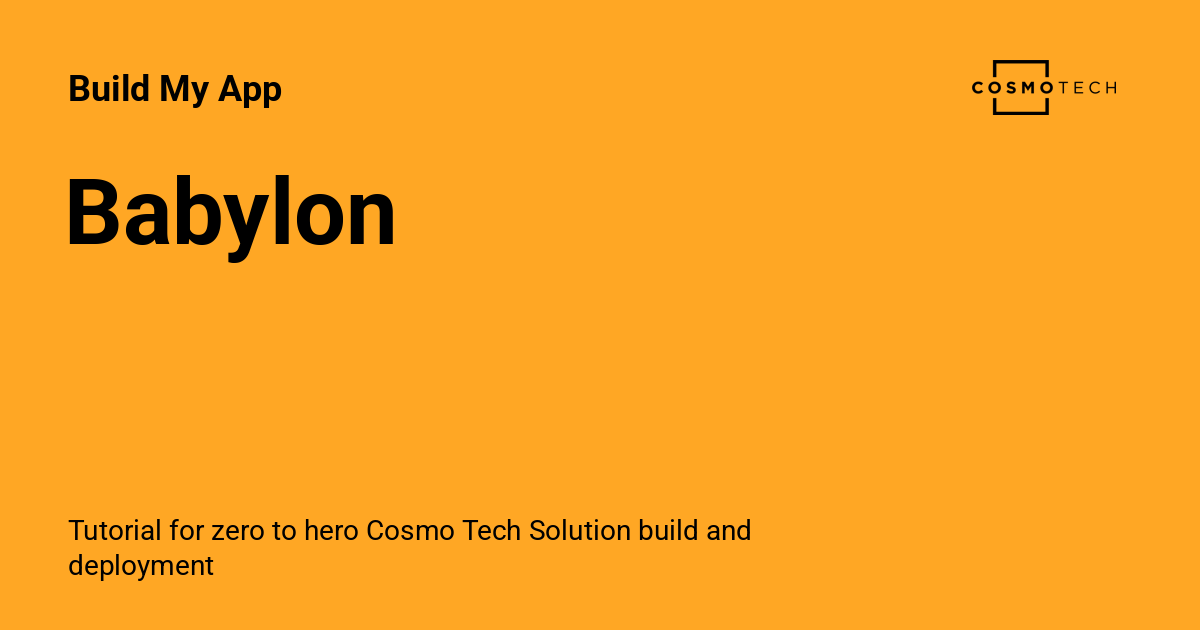 Build My App
COSMOTECH
Babylon
Tutorial for zero to hero Cosmo Tech Solution build and
deployment